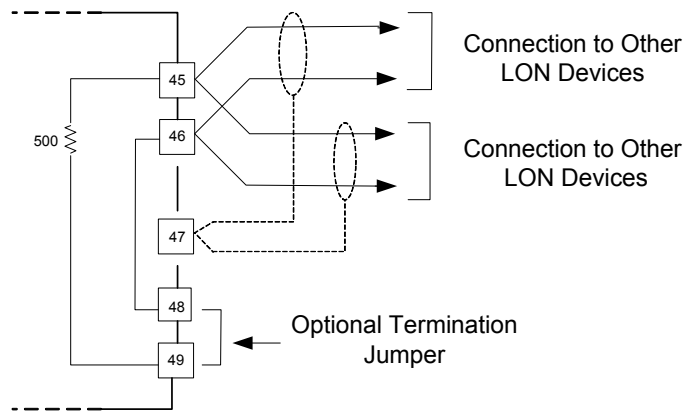 Connection to Other
LON Devices
45
46
500
Connection to Other
LON Devices
47
48
Optional Termination
Jumper
49